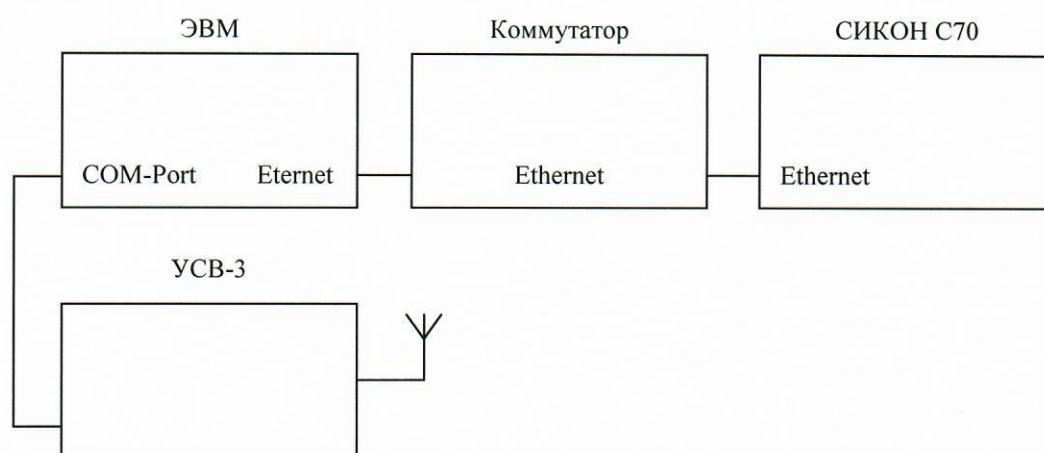 ЭВМ
Коммутатор
СИКОН С70
COM-Port
Eternet
Ethernet
Ethernet
УСВ-3